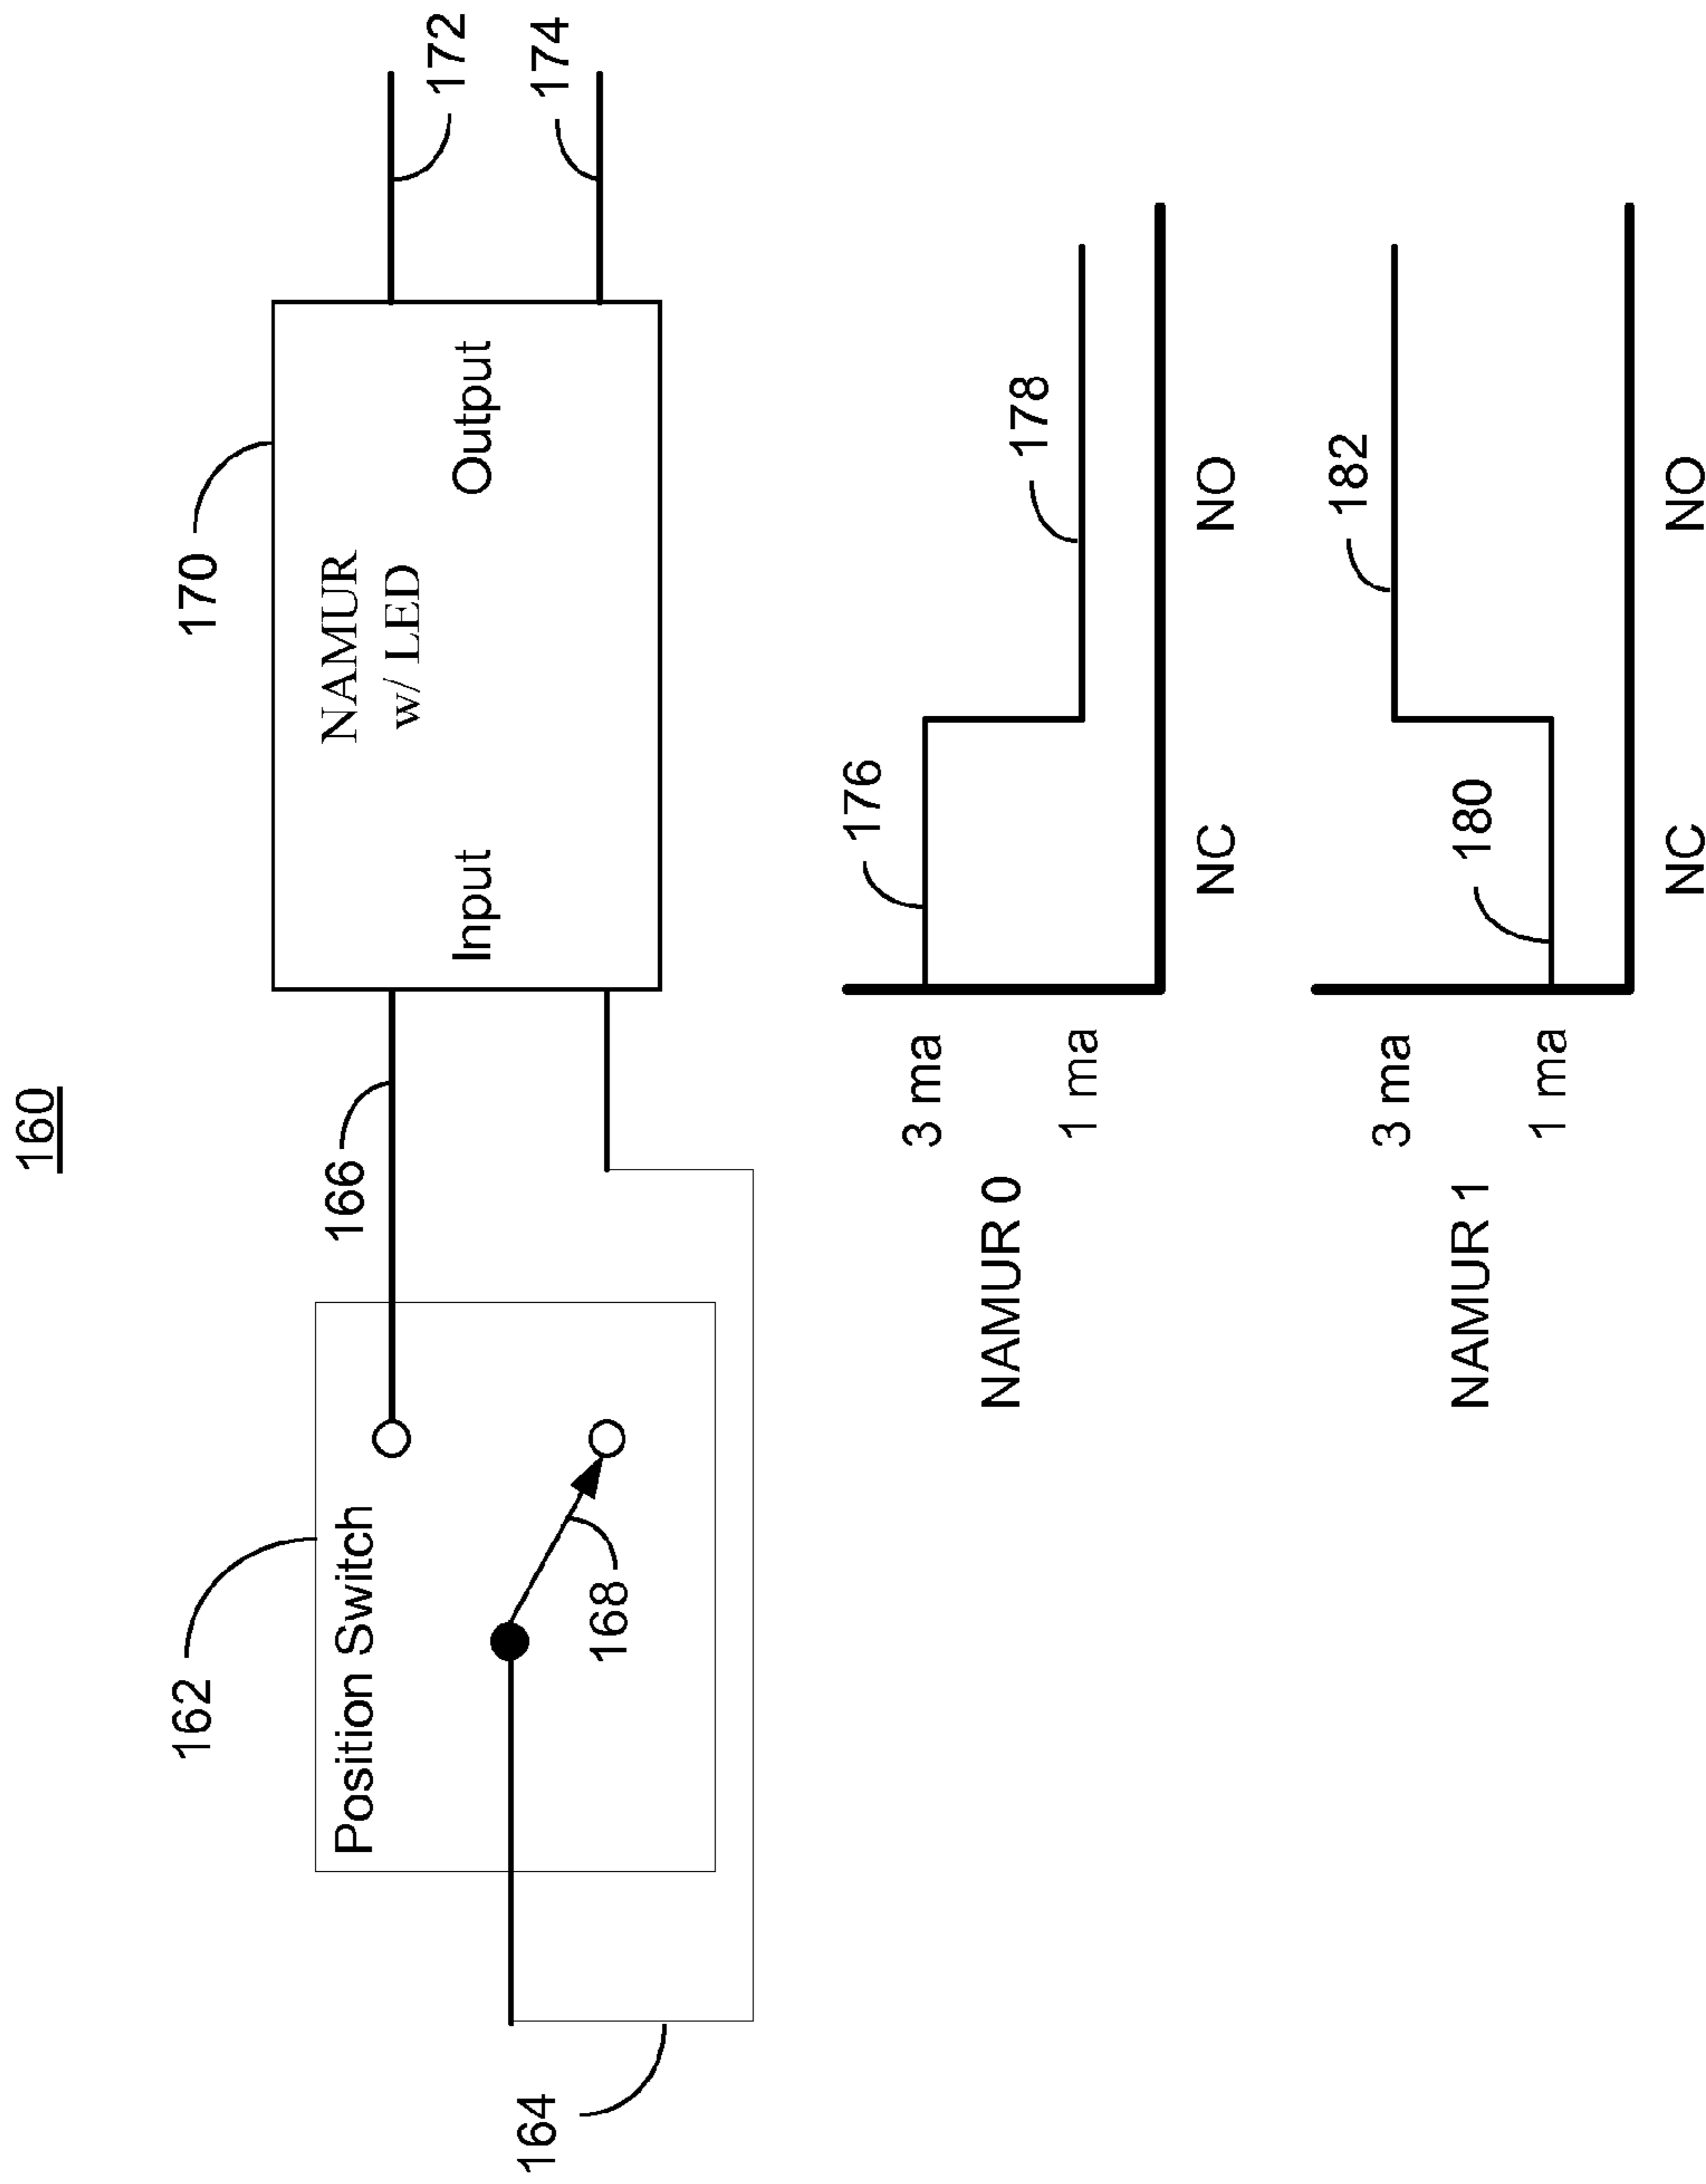 160
162
170
172
174
166
164
168
Position Switch
NAMUR
w/ LED
Input
Output
NAMUR 0
3 ma
1 ma
176
178
NC
NO
NAMUR 1
3 ma
1 ma
180
182
NC
NO